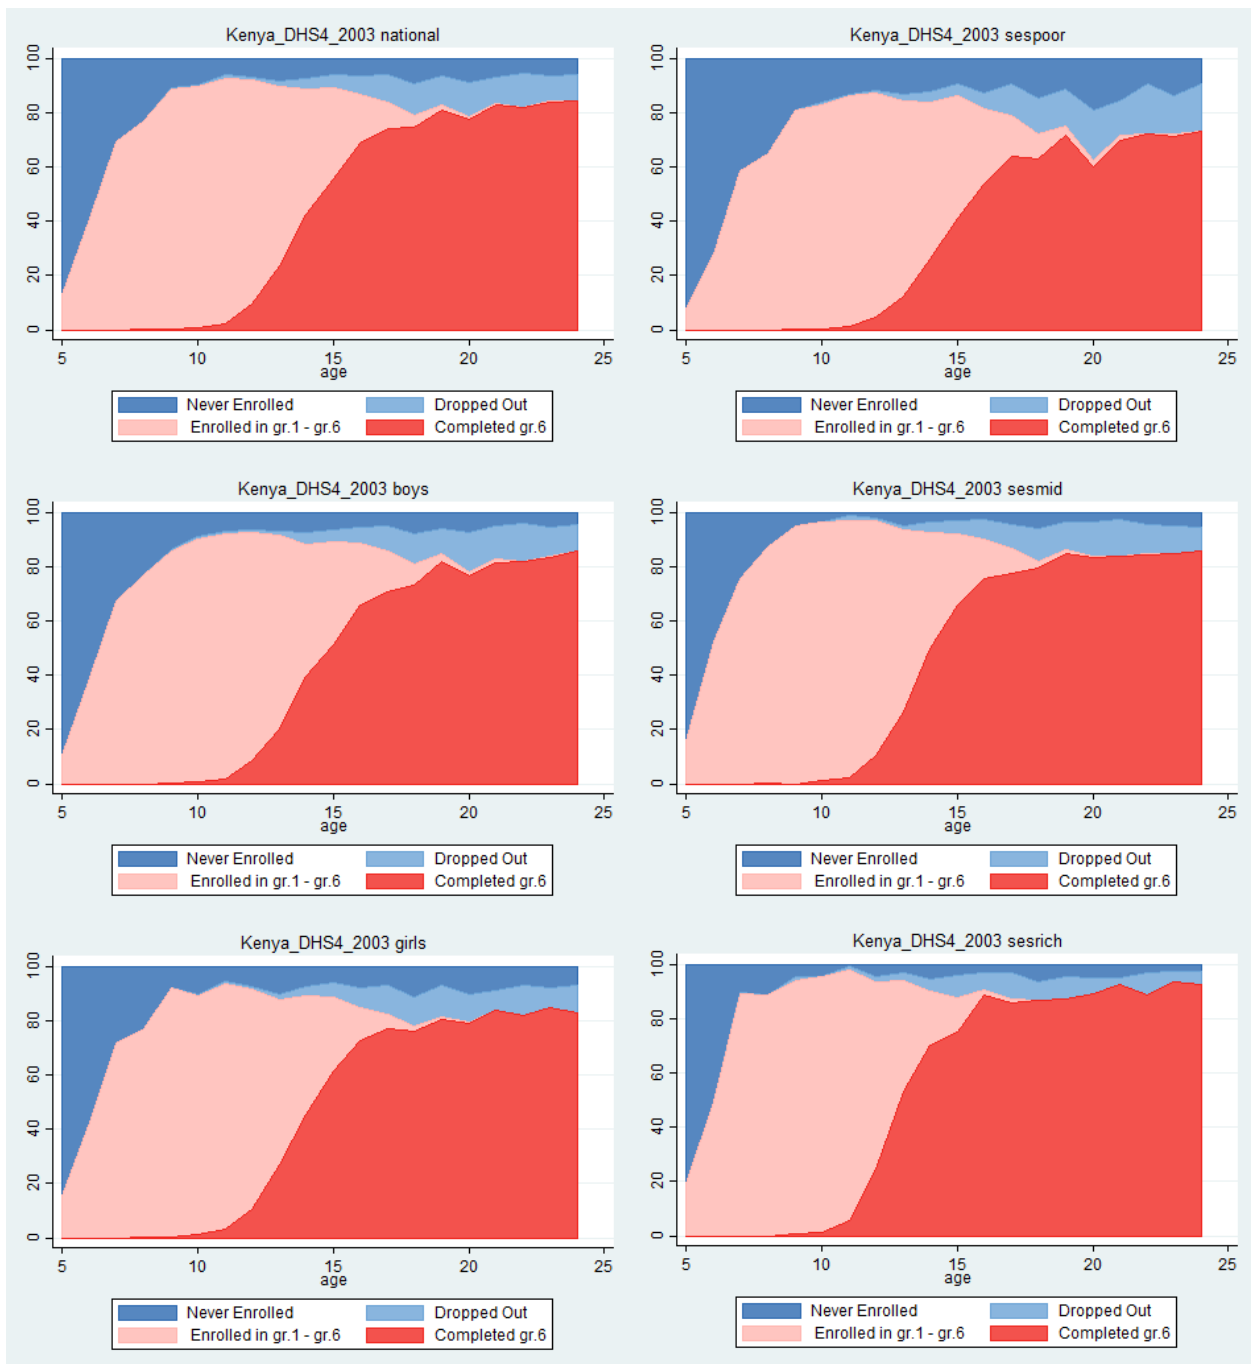 Kenya_DHS4_2003 national
100
80
60
40
20
0
5 10 15 20 25
age
Never Enrolled Dropped Out
Enrolled in gr.1 - gr.6 Completed gr.6
Kenya_DHS4_2003 sespoor
100
80
60
40
20
0
5 10 15 20 25
age
Never Enrolled Dropped Out
Enrolled in gr.1 - gr.6 Completed gr.6
Kenya_DHS4_2003 boys
100
80
60
40
20
0
5 10 15 20 25
age
Never Enrolled Dropped Out
Enrolled in gr.1 - gr.6 Completed gr.6
Kenya_DHS4_2003 sesmid
100
80
60
40
20
0
5 10 15 20 25
age
Never Enrolled Dropped Out
Enrolled in gr.1 - gr.6 Completed gr.6
Kenya_DHS4_2003 girls
100
80
60
40
20
0
5 10 15 20 25
age
Never Enrolled Dropped Out
Enrolled in gr.1 - gr.6 Completed gr.6
Kenya_DHS4_2003 sesrich
100
80
60
40
20
0
5 10 15 20 25
age
Never Enrolled Dropped Out
Enrolled in gr.1 - gr.6 Completed gr.6